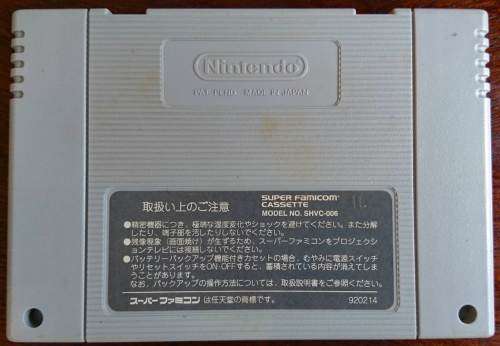 Nintendo
PAT. PEND. MADE IN JAPAN
取扱い上のご注意
SUPER FAMICOM
CASSETTE
MODEL NO. SHVC-006
●精密機器につき、極端な温度変化やショックを避けてください。また分解
したり、端子部を汚したりしないでください。
●残像現象（画面焼け）が生ずるため、スーパーファミコンをプロジェクシ
ョンテレビには接続しないでください。
●バッテリーバックアップ機能付きカセットの場合、むやみに電源スイッチ
やリセットスイッチをON-OFFすると、蓄積されている内容が消えてしま
うことがあります。
なお、バックアップの操作方法については、取扱説明書をご参照ください。
スーパーファミコン は任天堂の商標です。
920214